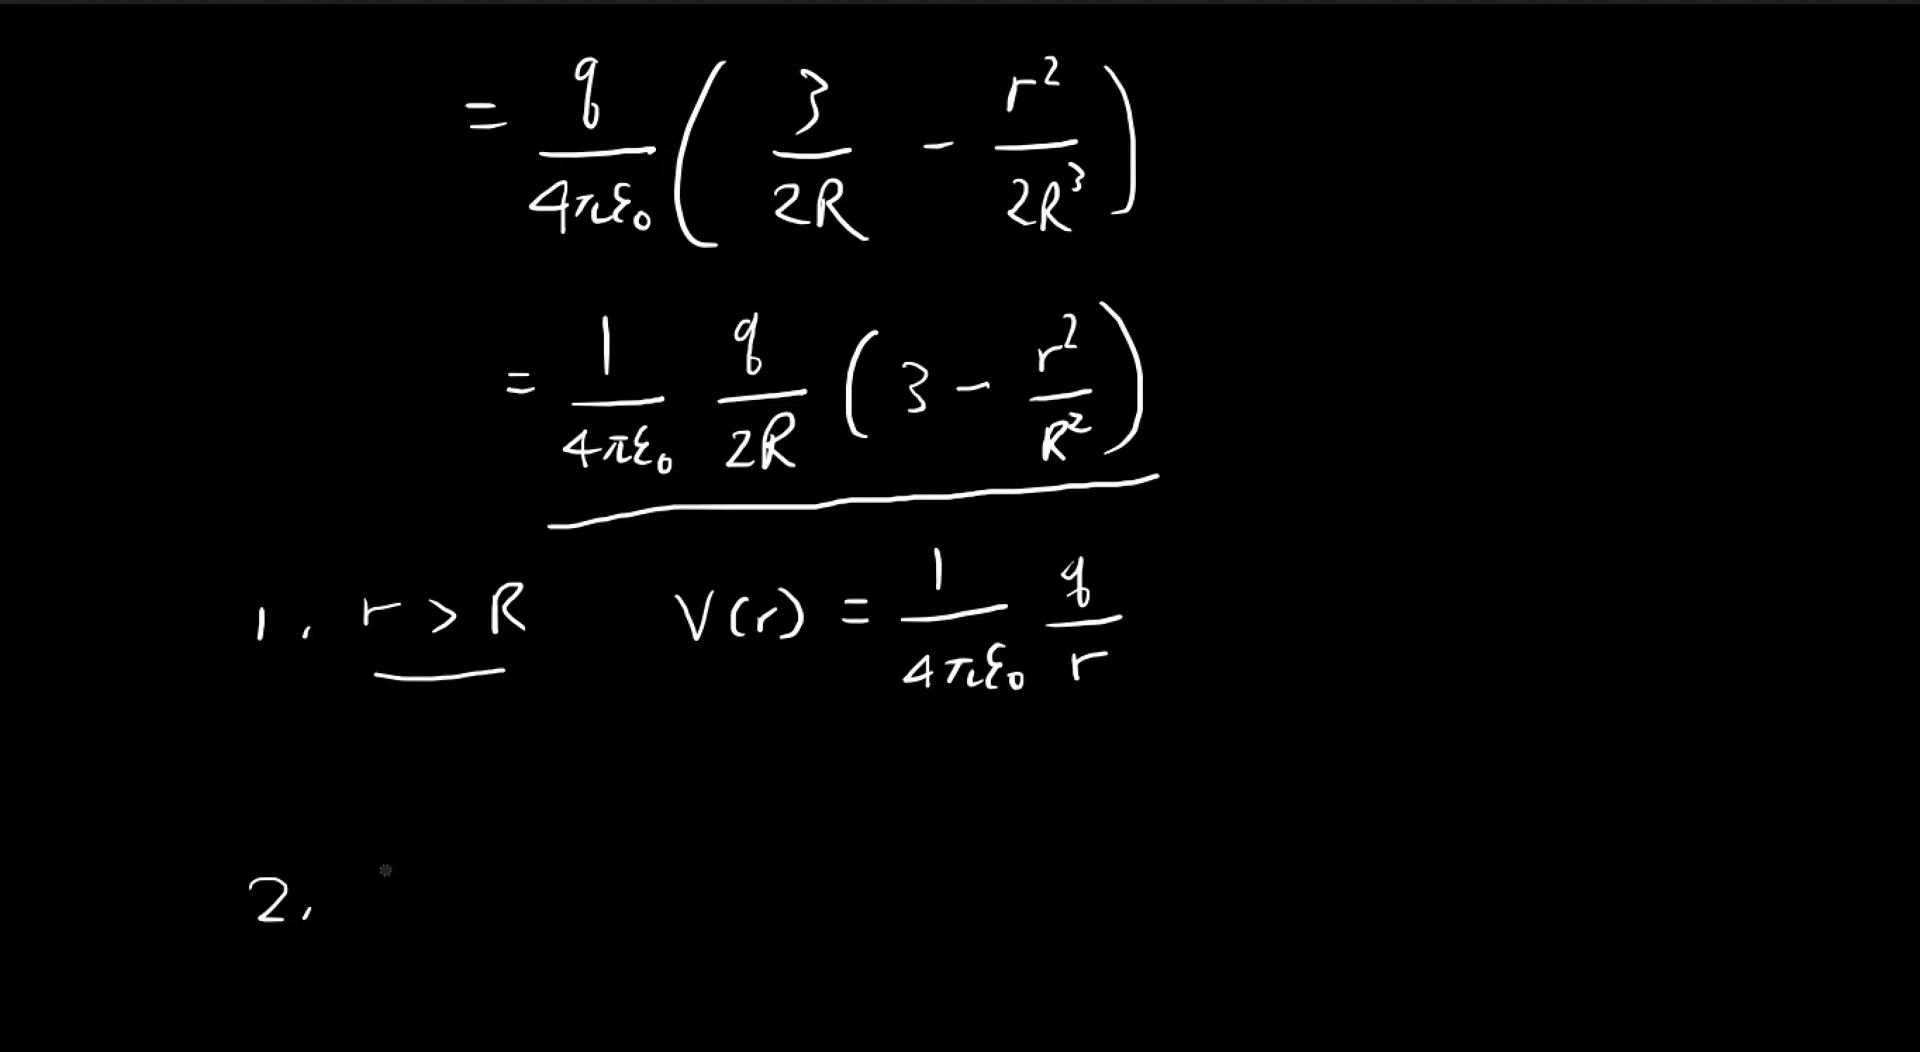 = q/4πε₀ ( 3/2R - r²/2R³ )
= 1/4πε₀ q/2R ( 3 - r²/R² )
1. r > R V(r) = 1/4πε₀ q/r
2.